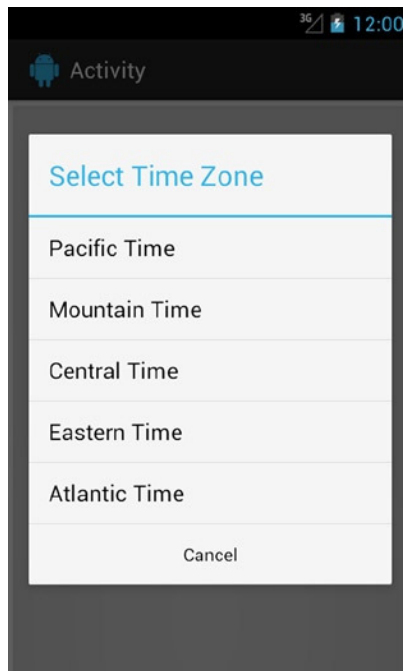 3G 12:00
Activity
Select Time Zone
Pacific Time
Mountain Time
Central Time
Eastern Time
Atlantic Time
Cancel